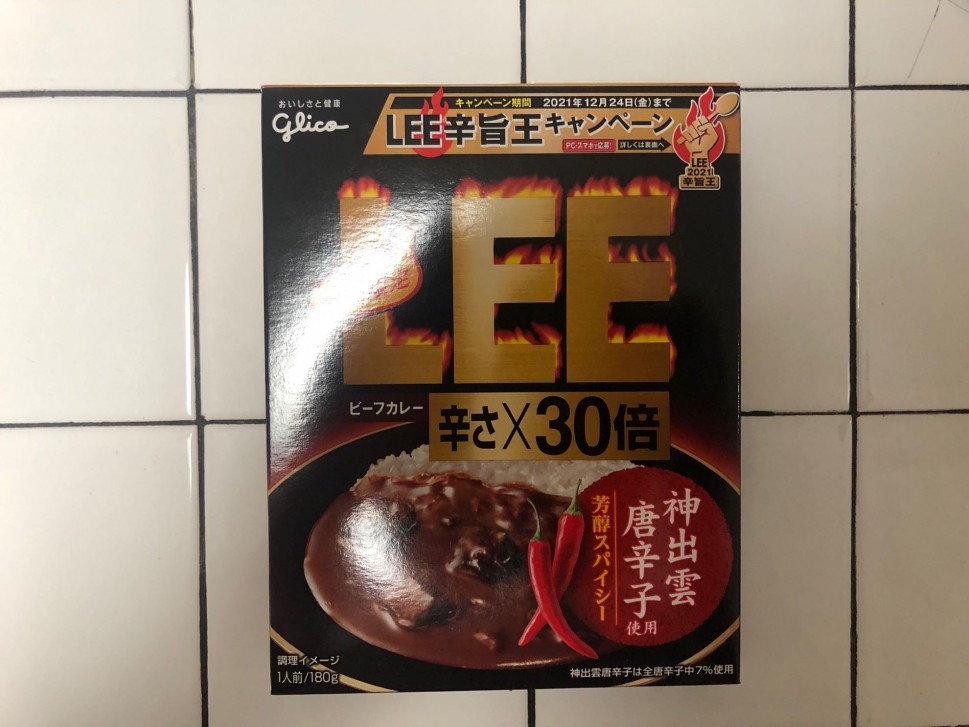 おいしさと健康
Glico
キャンペーン期間 2021年12月24日(金)まで
LEE辛旨王キャンペーン
PC・スマホで応募! 詳しくは裏面へ
LEE
2021
辛旨王
LEE
ビーフカレー
辛さ×30倍
神出雲
唐辛子
使用
芳醇スパイシー
調理イメージ
1人前/180g
神出雲唐辛子は全唐辛子中7%使用